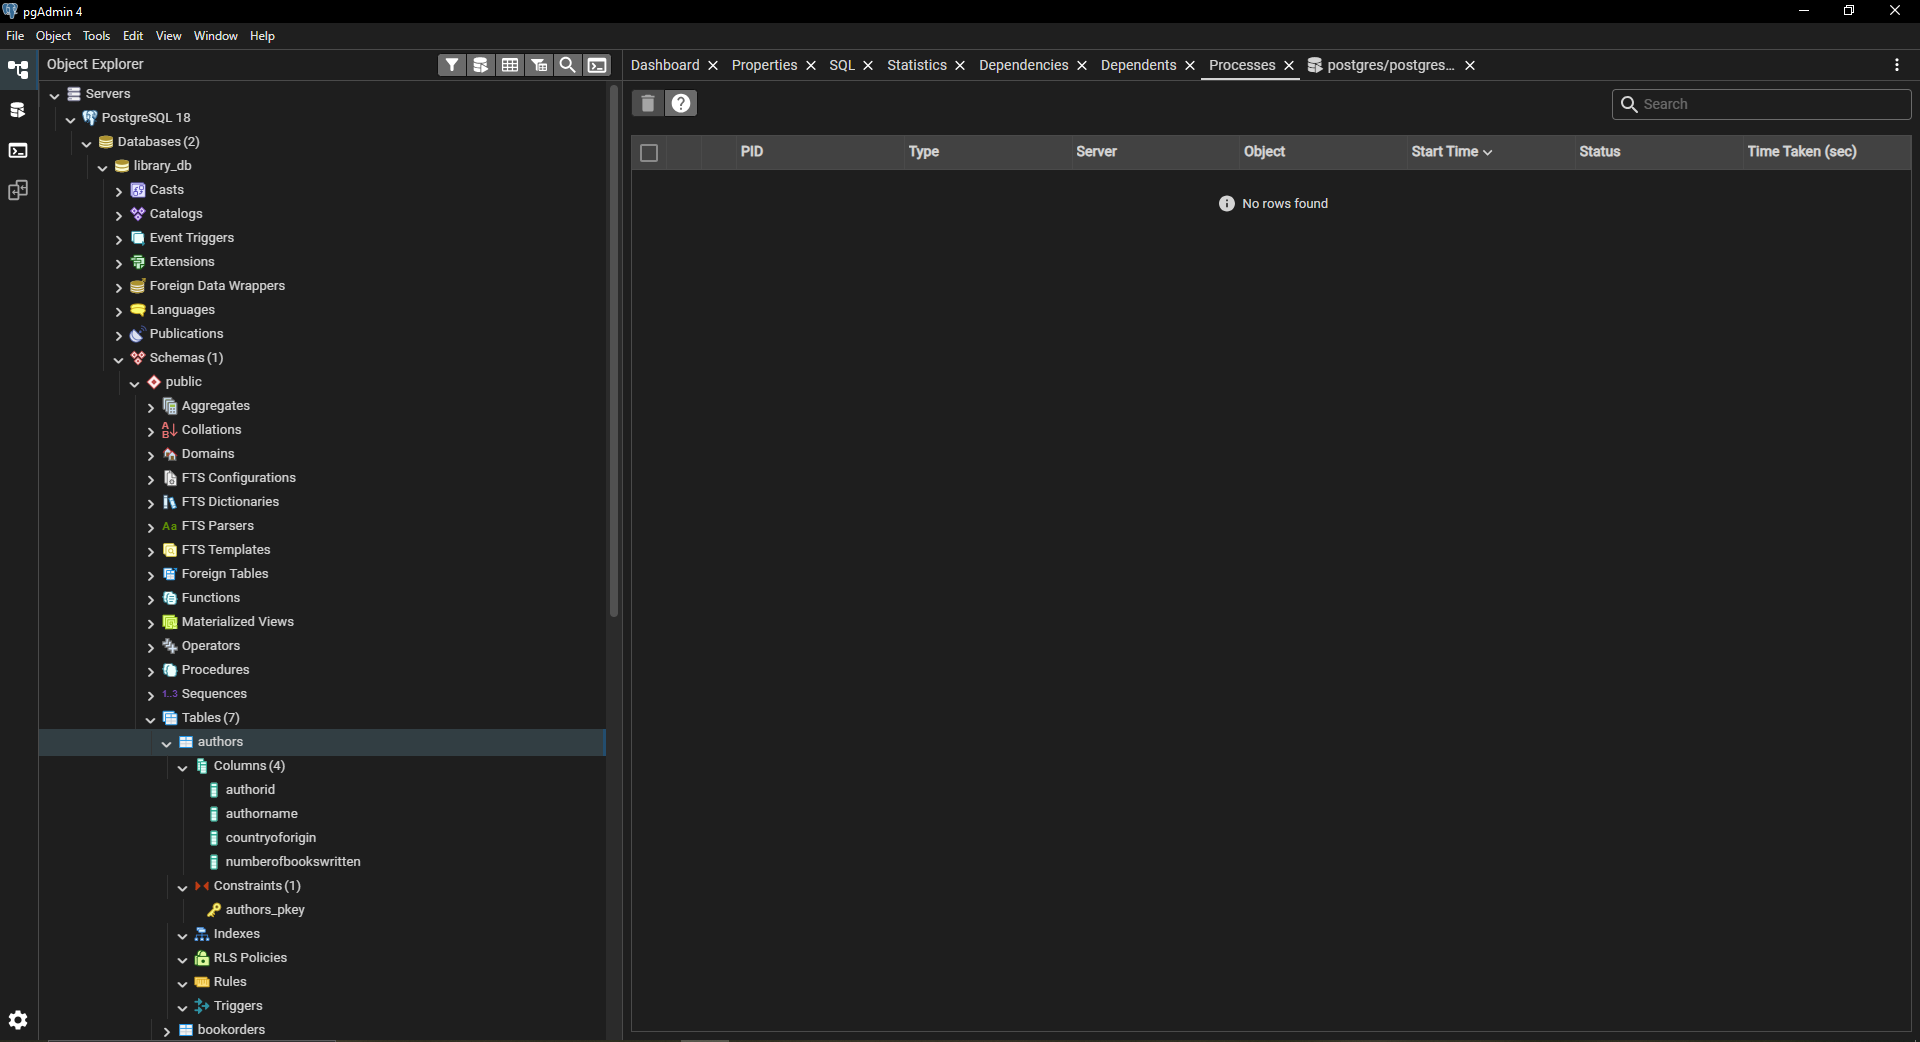 pgAdmin 4
File Object Tools Edit View Window Help
Object Explorer
Servers
PostgreSQL 18
Databases (2)
library_db
Casts
Catalogs
Event Triggers
Extensions
Foreign Data Wrappers
Languages
Publications
Schemas (1)
public
Aggregates
Collations
Domains
FTS Configurations
FTS Dictionaries
Aa FTS Parsers
FTS Templates
Foreign Tables
Functions
Materialized Views
Operators
Procedures
1..3 Sequences
Tables (7)
authors
Columns (4)
authorid
authorname
countryoforigin
numberofbookswritten
Constraints (1)
authors_pkey
Indexes
RLS Policies
Rules
Triggers
bookorders
Dashboard Properties SQL Statistics Dependencies Dependents Processes postgres/postgres...
Search
PID Type Server Object Start Time Status Time Taken (sec)
No rows found